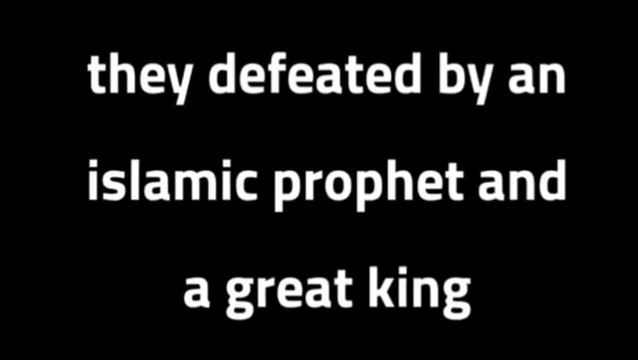 they defeated by an
islamic prophet and
a great king